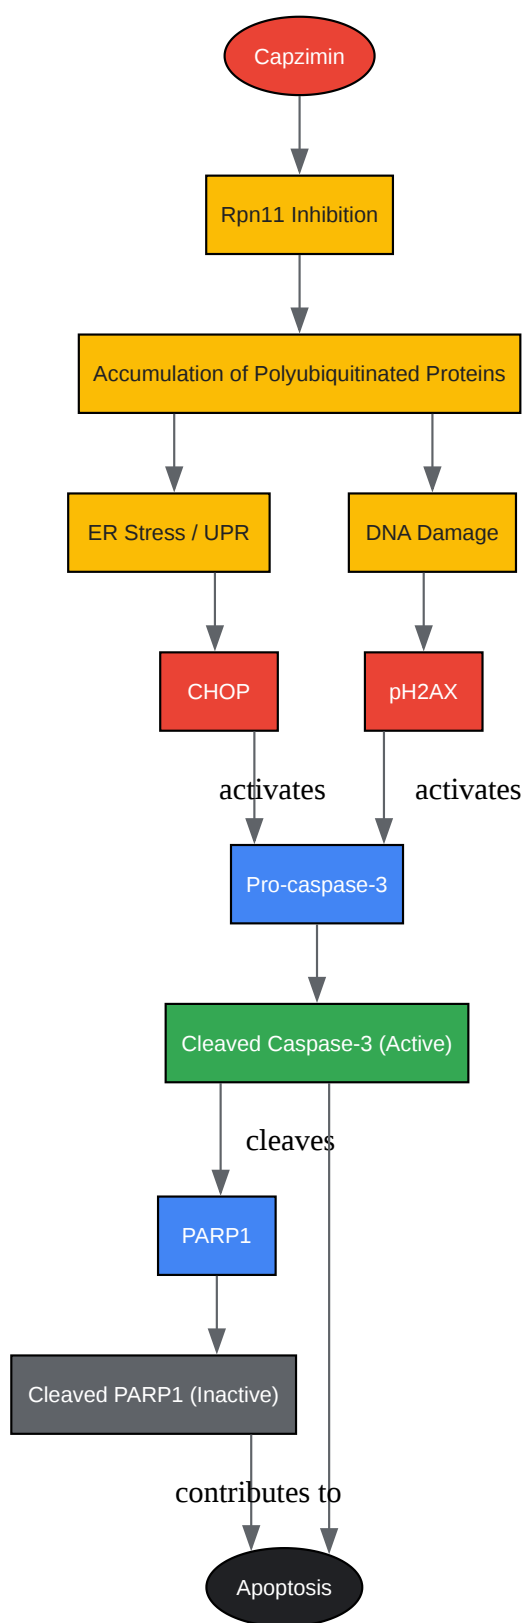 Capzimin
Rpn11 Inhibition
Accumulation of Polyubiquitinated Proteins
ER Stress / UPR
DNA Damage
CHOP
pH2AX
activates
activates
Pro-caspase-3
Cleaved Caspase-3 (Active)
cleaves
PARP1
Cleaved PARP1 (Inactive)
contributes to
Apoptosis